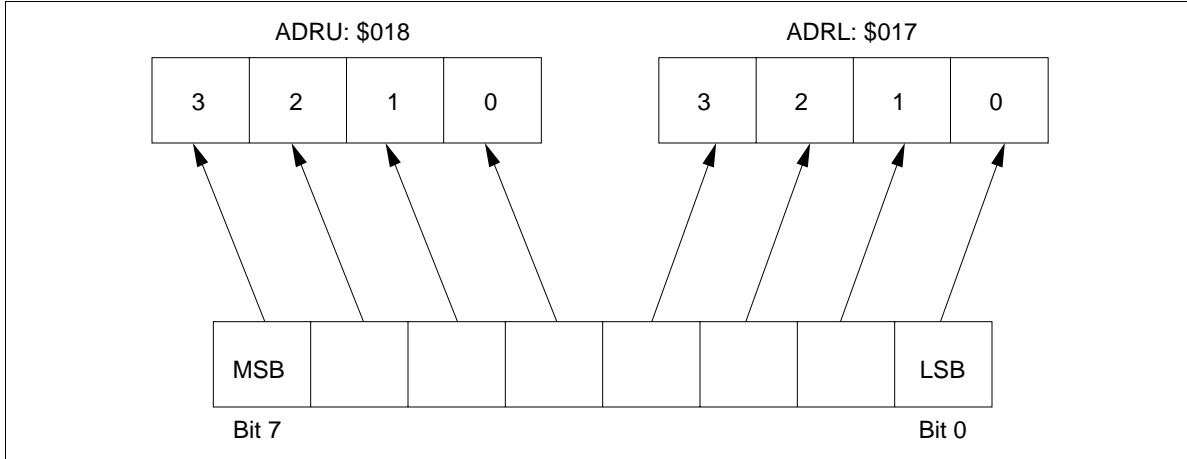 ADRU: $018 ADRL: $017
3 2 1 0 3 2 1 0
MSB LSB
Bit 7 Bit 0